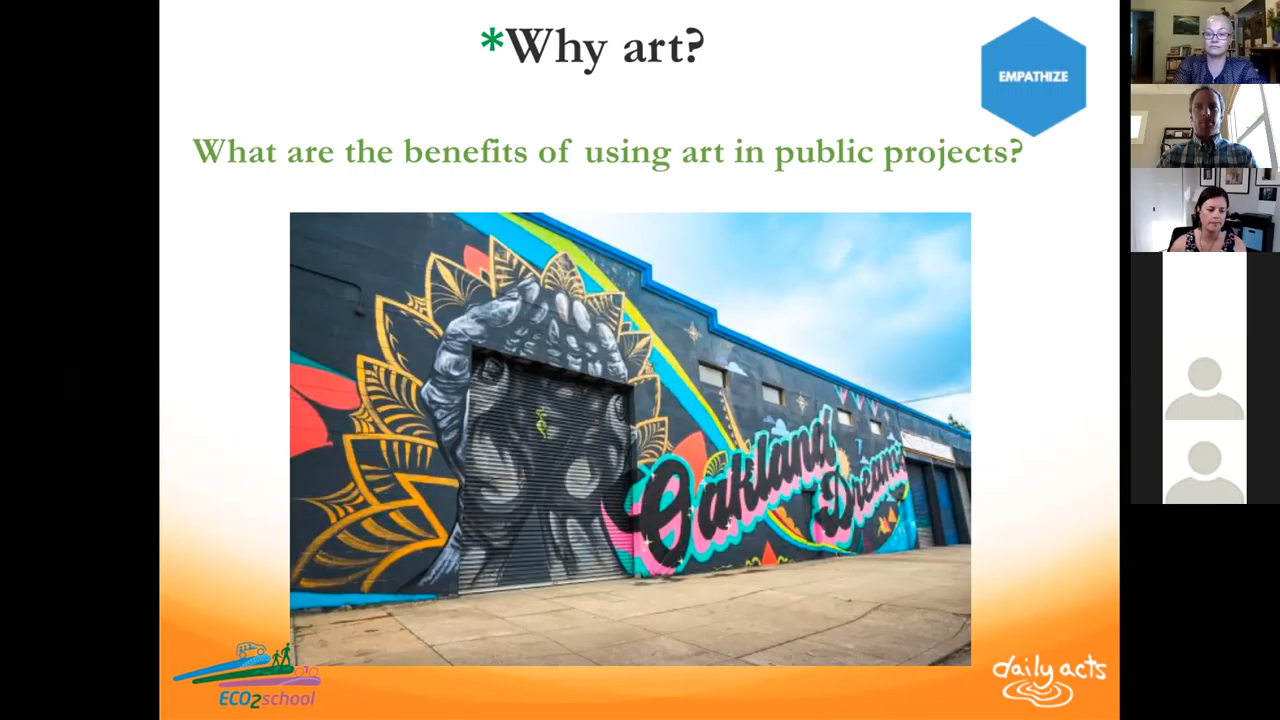 *Why art?
EMPATHIZE
What are the benefits of using art in public projects?
Oakland
Dreams
ECO2school
daily acts